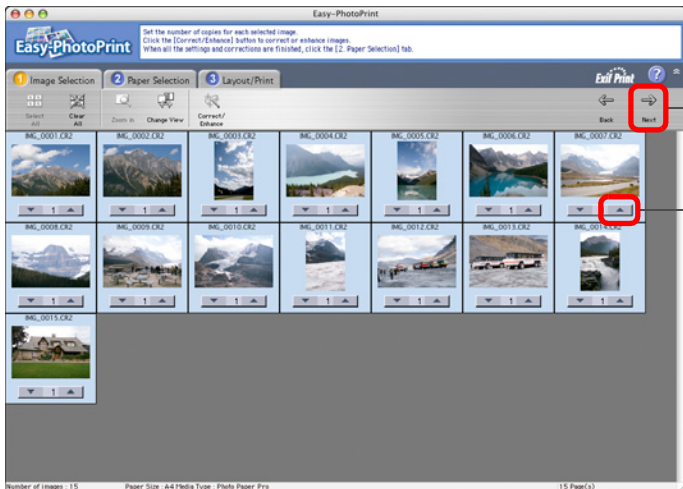 Easy-PhotoPrint
Easy-PhotoPrint
Set the number of copies for each selected image.
Click the [Correct/Enhance] button to correct or enhance images.
When all the settings and corrections are finished, click the [2. Paper Selection] tab.
1 Image Selection 2 Paper Selection 3 Layout/Print Exif Print ?
Select All Clear All Zoom in Change View Correct/Enhance Back Next
IMG_0001.CR2 IMG_0002.CR2 IMG_0003.CR2 IMG_0004.CR2 IMG_0005.CR2 IMG_0006.CR2 IMG_0007.CR2
1 1 1 1 1 1 1
IMG_0008.CR2 IMG_0009.CR2 IMG_0010.CR2 IMG_0011.CR2 IMG_0012.CR2 IMG_0013.CR2 IMG_0014.CR2
1 1 1 1 1 1 1
IMG_0015.CR2
1
Number of images : 15 Paper Size : A4 Media Type : Photo Paper Pro 15 Page(s)